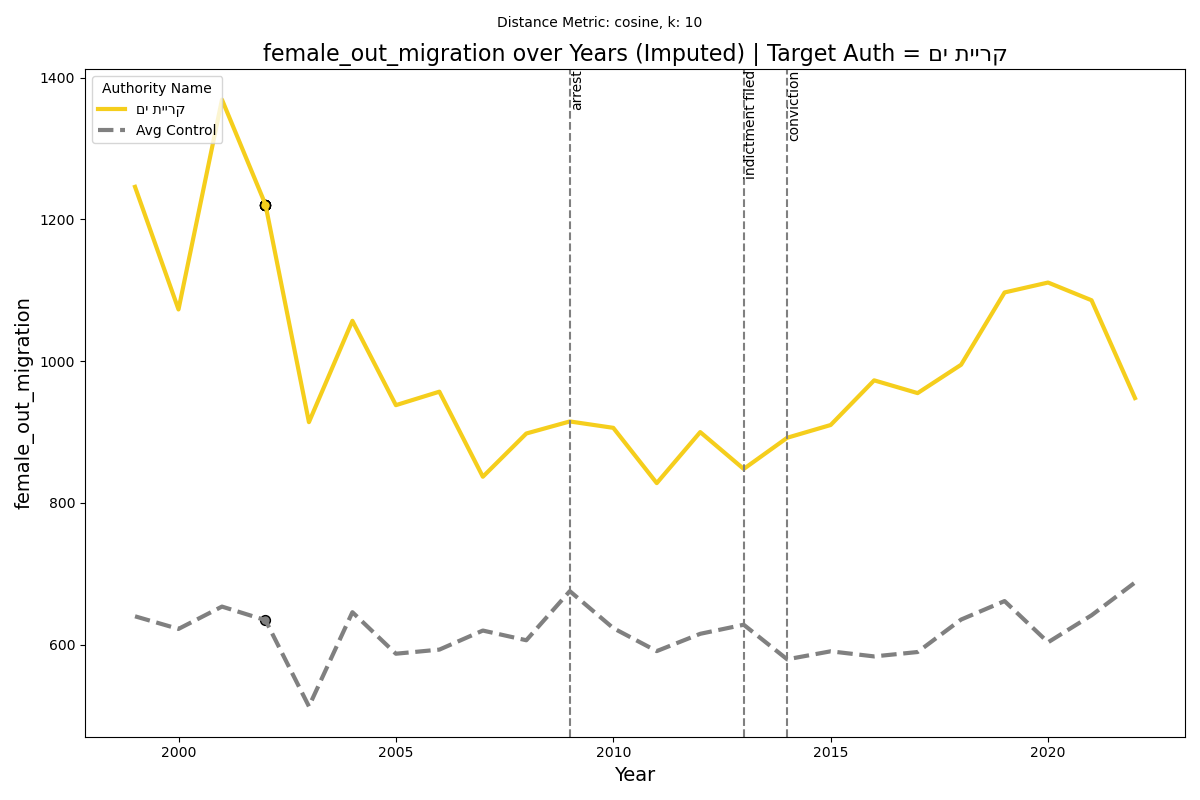 Distance Metric: cosine, k: 10
female_out_migration over Years (Imputed) | Target Auth = קריית ים
Authority Name
קריית ים
Avg Control
arrest
indictment filed
conviction
1400
1200
1000
800
600
female_out_migration
2000 2005 2010 2015 2020
Year